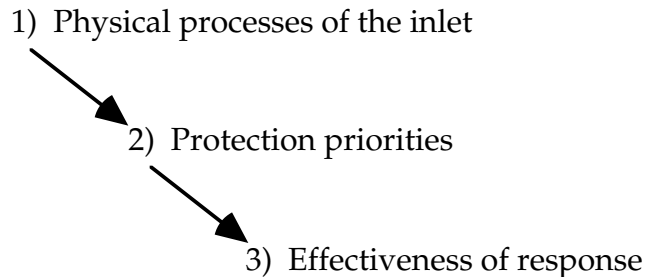 1) Physical processes of the inlet
2) Protection priorities
3) Effectiveness of response